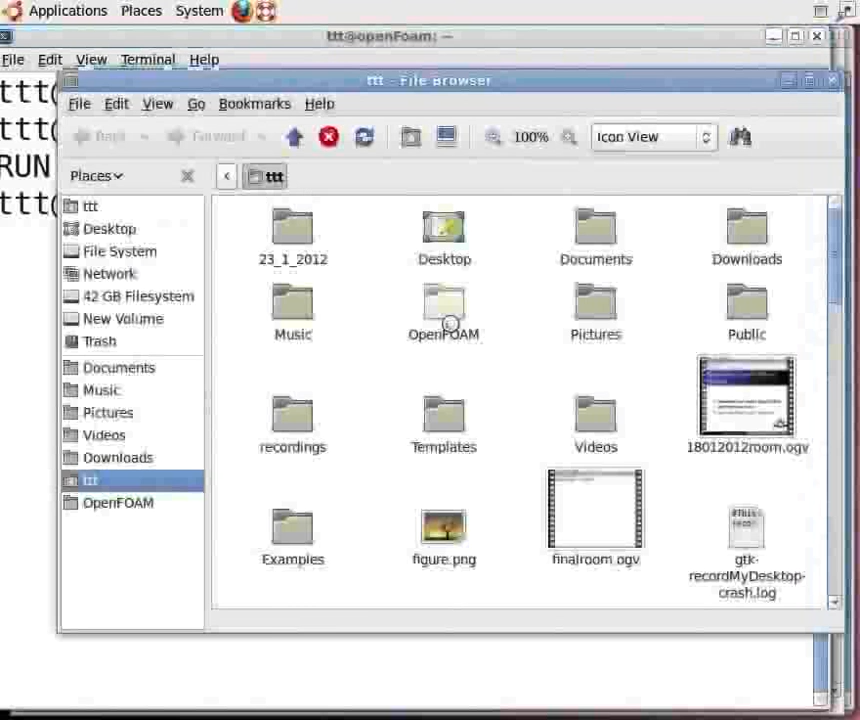 Applications Places System
ttt@openFoam: ~
File Edit View Terminal Help
ttt@
ttt@
RUN
ttt@
ttt - File Browser
File Edit View Go Bookmarks Help
Back Forward 100% Icon View
Places ttt
ttt
Desktop
File System
Network
42 GB Filesystem
New Volume
Trash
Documents
Music
Pictures
Videos
Downloads
ttt
OpenFOAM
23_1_2012 Desktop Documents Downloads
Music OpenFOAM Pictures Public
recordings Templates Videos 18012012room.ogv
Examples figure.png finalroom.ogv gtk-
recordMyDesktop-
crash.log